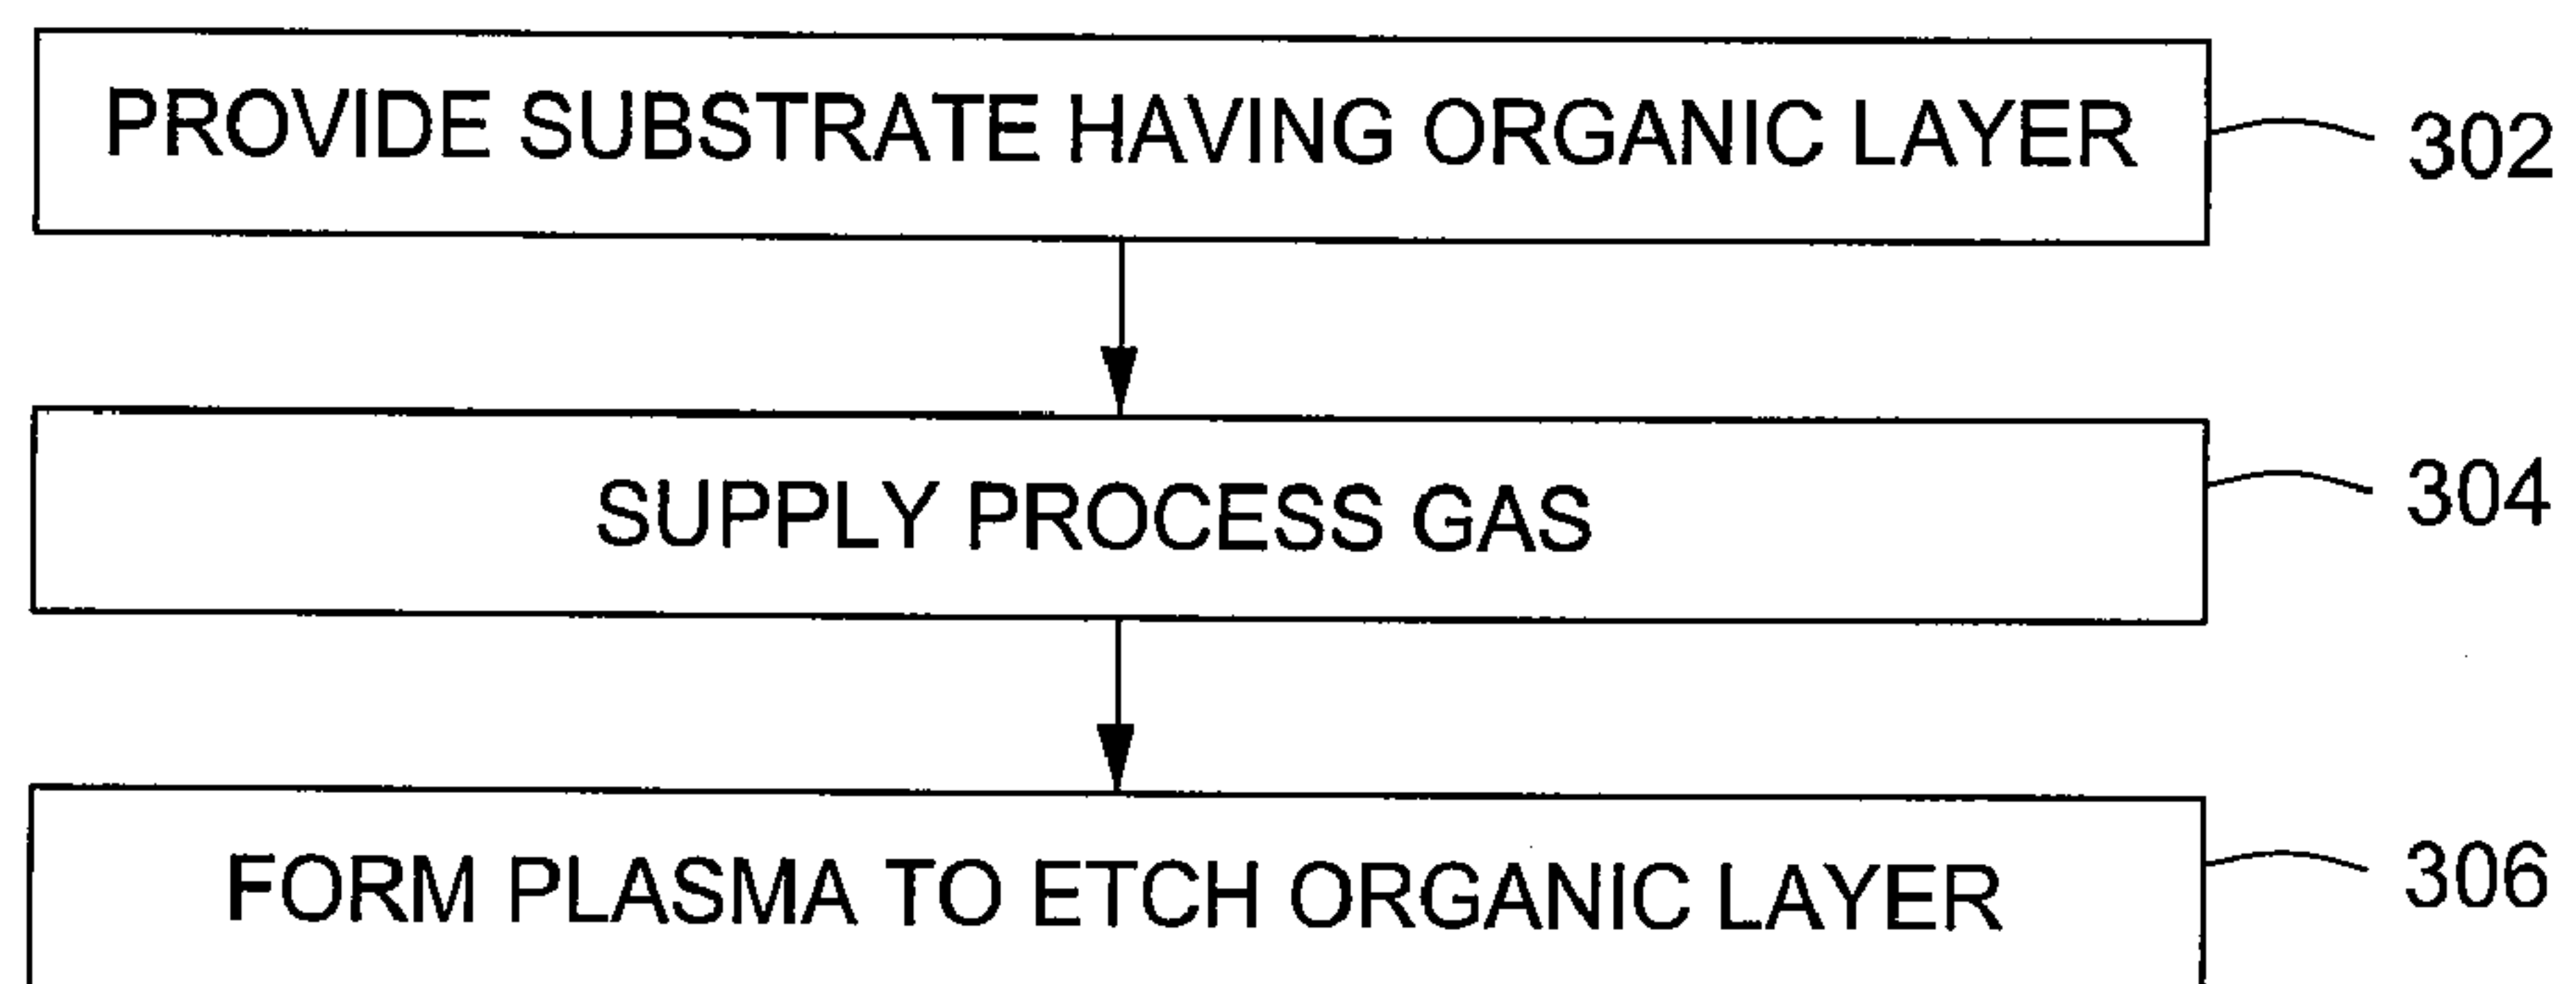 PROVIDE SUBSTRATE HAVING ORGANIC LAYER
302
SUPPLY PROCESS GAS
304
FORM PLASMA TO ETCH ORGANIC LAYER
306